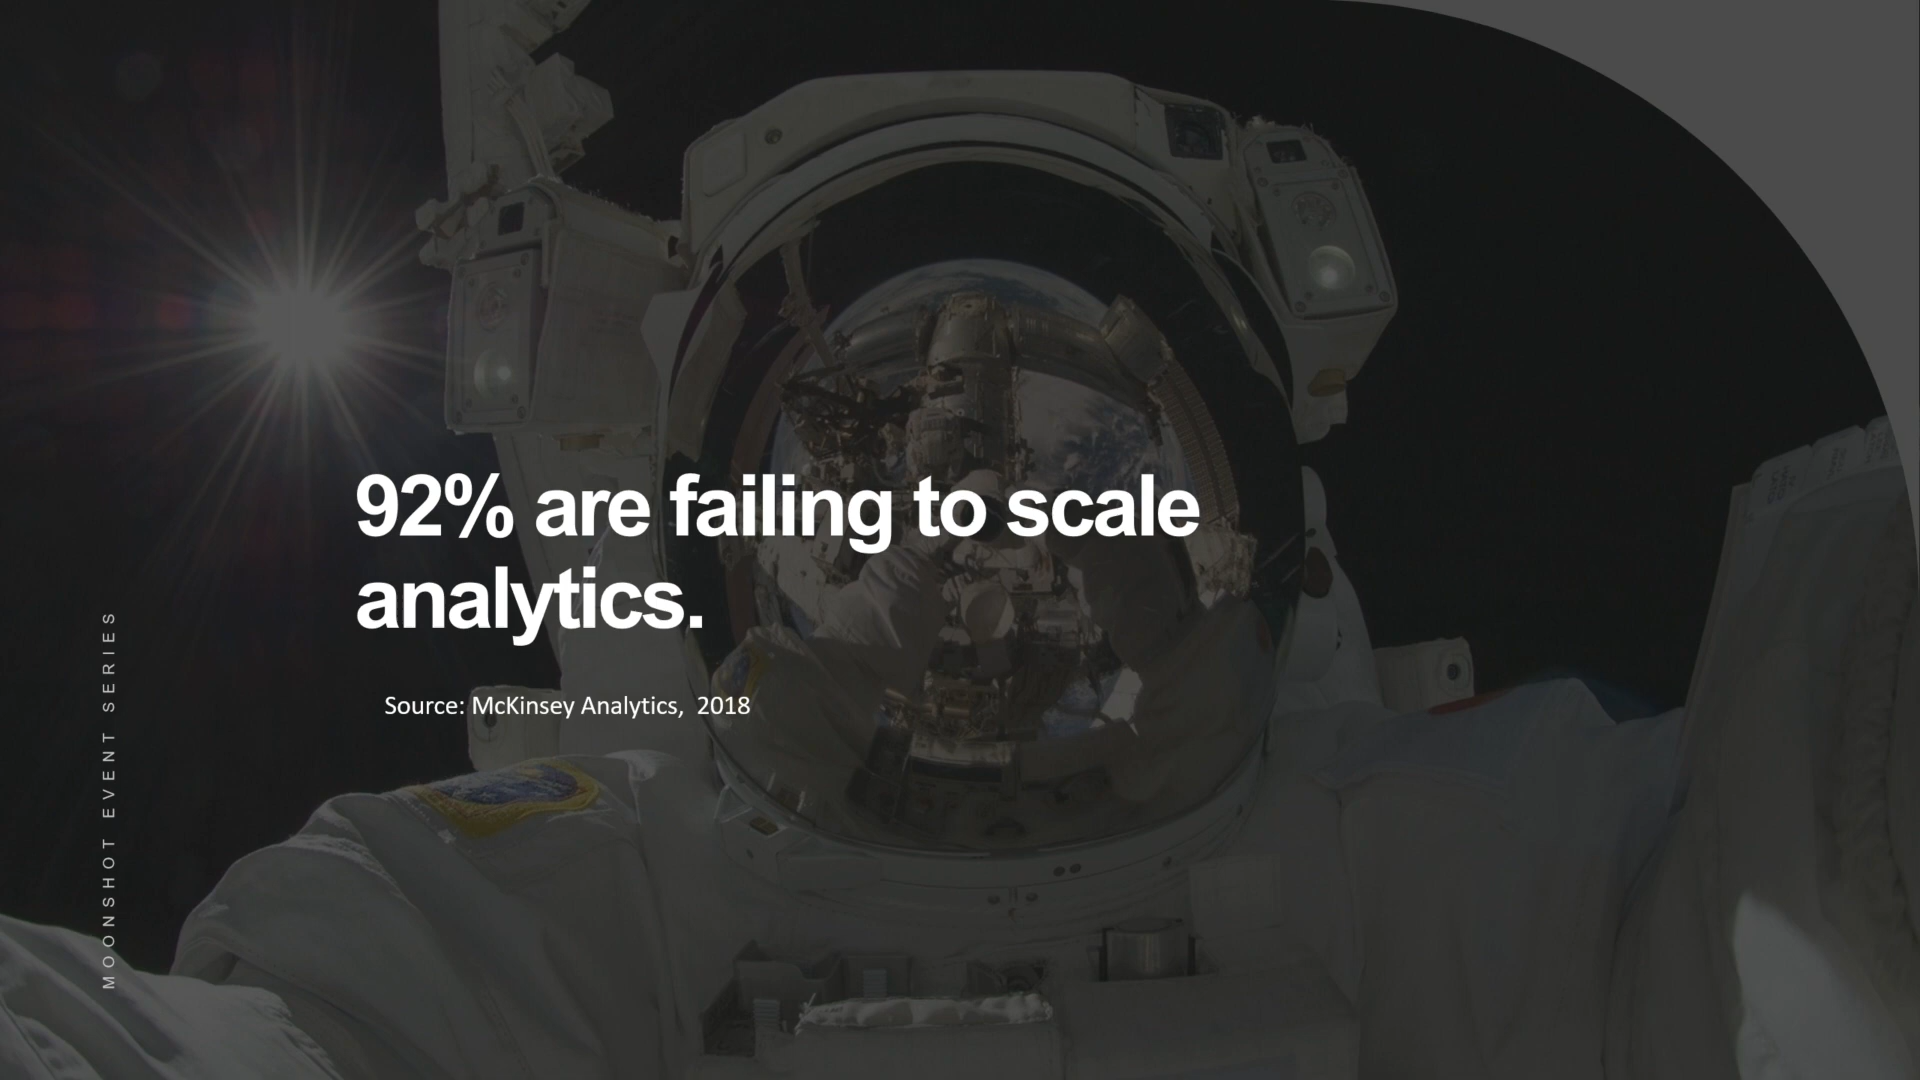 92% are failing to scale
analytics.
Source: McKinsey Analytics, 2018
MOONSHOT EVENT SERIES